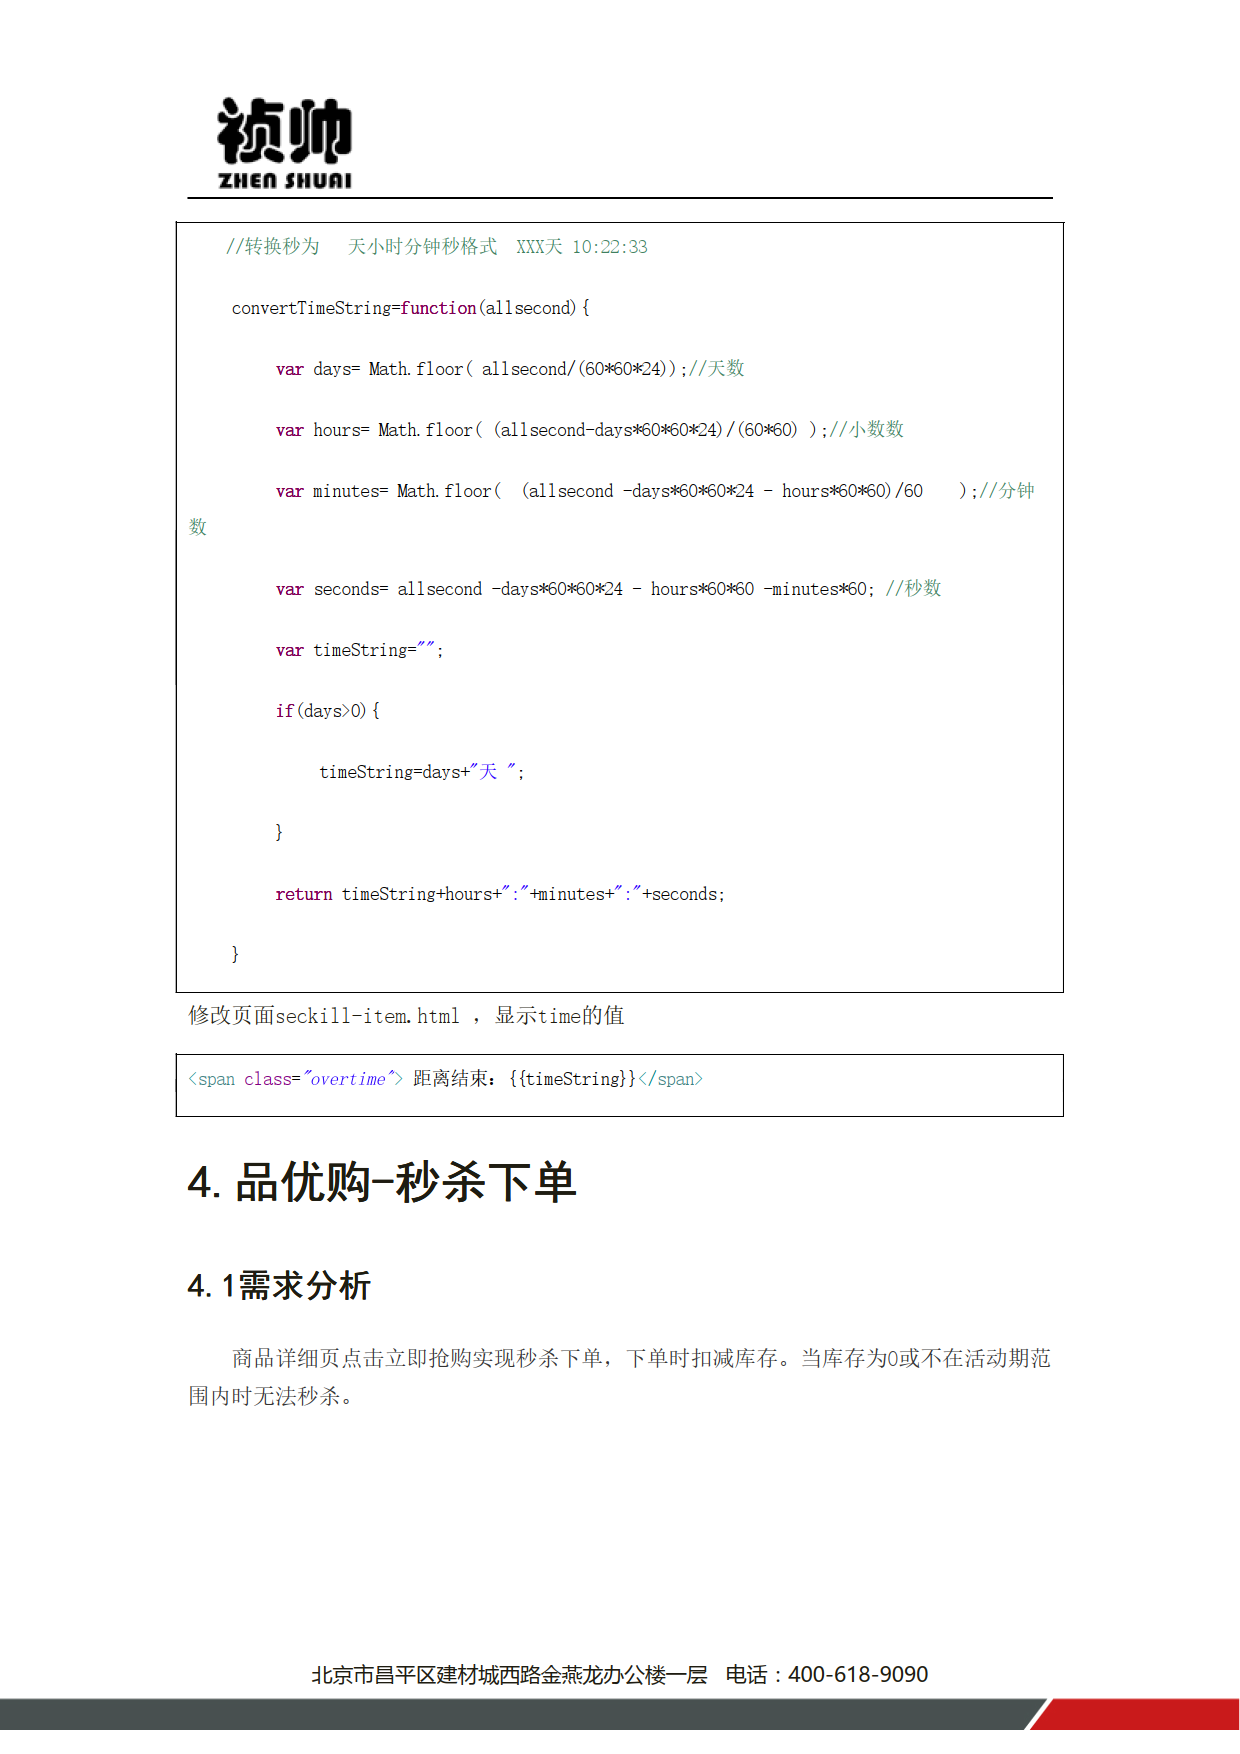 祯帅
ZHEN SHUAI
//转换秒为   天小时分钟秒格式  XXX天 10:22:33
convertTimeString=function(allsecond){
var days= Math.floor( allsecond/(60*60*24));//天数
var hours= Math.floor( (allsecond-days*60*60*24)/(60*60) );//小数数
var minutes= Math.floor(  (allsecond -days*60*60*24 - hours*60*60)/60    );//分钟
数
var seconds= allsecond -days*60*60*24 - hours*60*60 -minutes*60; //秒数
var timeString="";
if(days>0){
timeString=days+"天 ";
}
return timeString+hours+":"+minutes+":"+seconds;
}
修改页面seckill-item.html ，显示time的值
<span class="overtime"> 距离结束：{{timeString}}</span>
4.品优购-秒杀下单
4.1需求分析
商品详细页点击立即抢购实现秒杀下单，下单时扣减库存。当库存为0或不在活动期范
围内时无法秒杀。
北京市昌平区建材城西路金燕龙办公楼一层   电话：400-618-9090